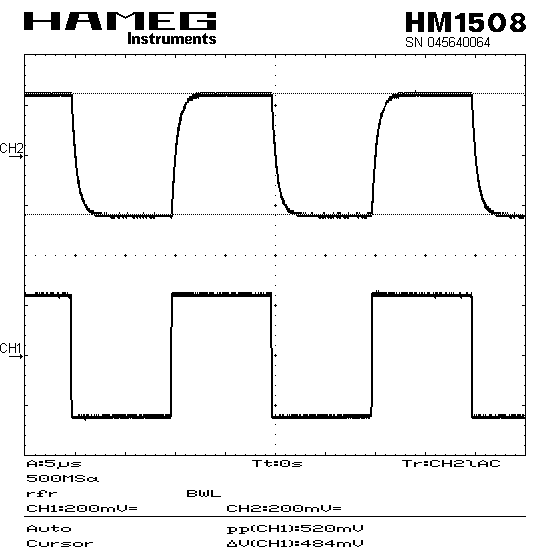 HAMEG
Instruments
HM1508
SN 045640064
CH2
CH1
A:5µs Tt:0s Tr:CH2~AC
500MSa
rfr BWL
CH1:200mV= CH2:200mV=
Auto pp(CH1):520mV
Cursor ΔV(CH1):484mV